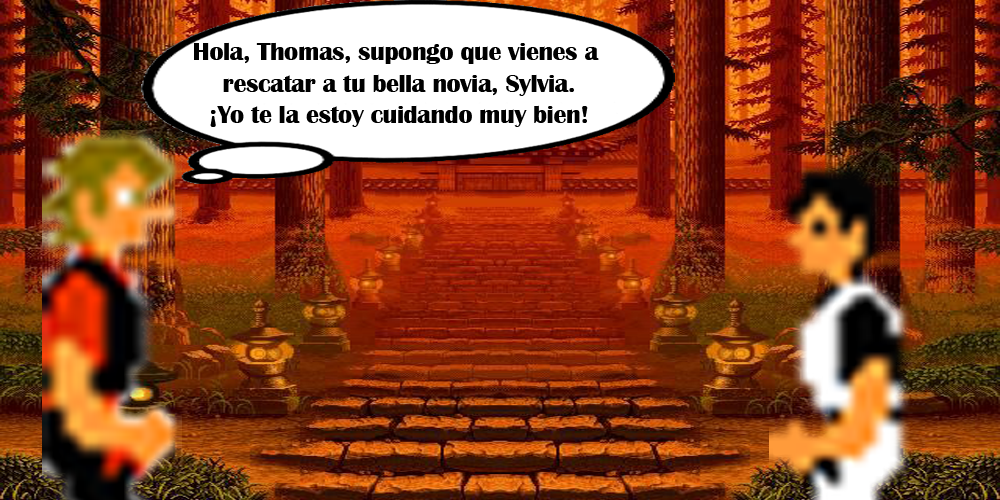 Hola, Thomas, supongo que vienes a
rescatar a tu bella novia, Sylvia.
¡Yo te la estoy cuidando muy bien!